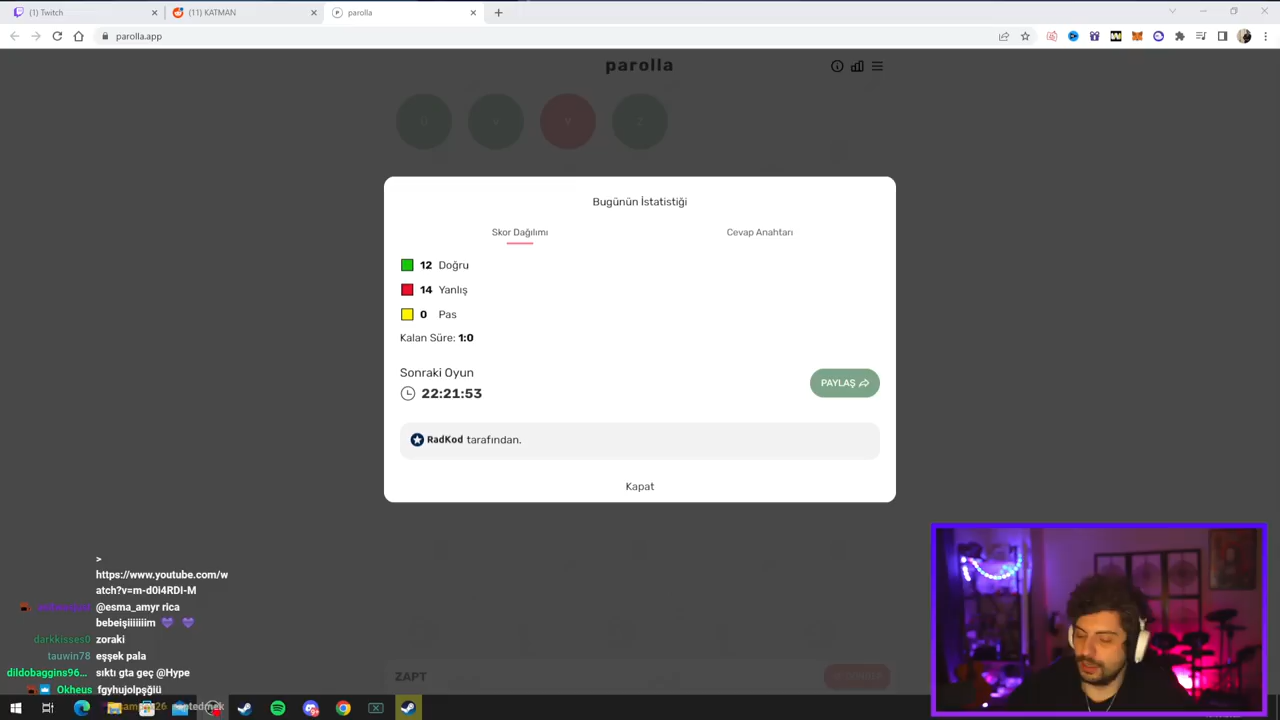 (1) Twitch
(11) KATMAN
parolla
parolla.app
parolla
Bugünün İstatistiği
Skor Dağılımı
Cevap Anahtarı
12 Doğru
14 Yanlış
0 Pas
Kalan Süre: 1:0
Sonraki Oyun
22:21:53
PAYLAŞ
RadKod tarafından.
Kapat
ZAPT
>
https://www.youtube.com/w
atch?v=m-d0I4RDI-M
@esma_amyr rica
bebeişiiiiiiim
darkkisses0 zoraki
tauwin78 eşşek pala
dildobaggins96... sıktı gta geç @Hype
Okheus fgyhujolpşğiü